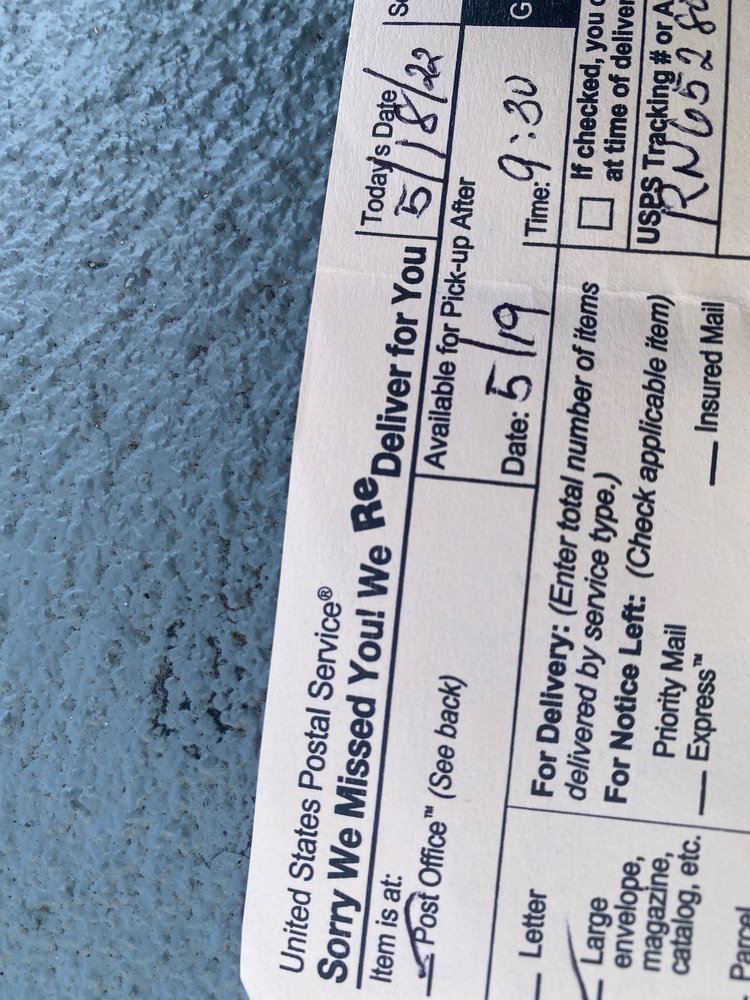 United States Postal Service®
Sorry We Missed You! We ReDeliver for You
Today's Date
5/18/22
Item is at:
Post Office™ (See back)
Available for Pick-up After
Date: 5/19
Time: 9:30
Letter
Large
envelope,
magazine,
catalog, etc.
Parcel
For Delivery: (Enter total number of items
delivered by service type.)
For Notice Left: (Check applicable item)
Priority Mail
Express™
Insured Mail
If checked, you
at time of deliver
USPS Tracking # or A
RN6528